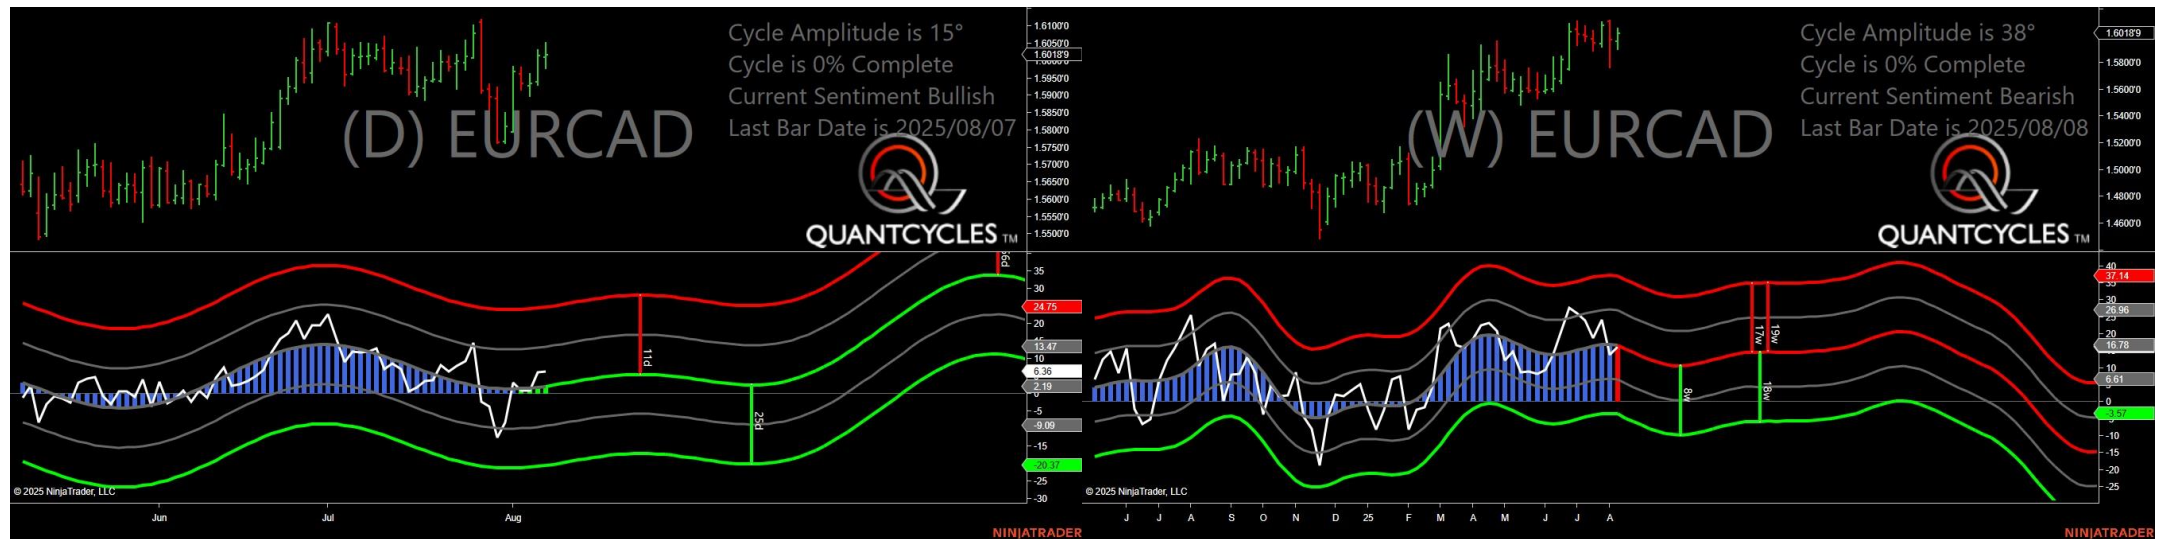 Cycle Amplitude is 15°
Cycle is 0% Complete
Current Sentiment Bullish
Last Bar Date is 2025/08/07
(D) EURCAD
QUANTCYCLES TM
1.6100'0
1.6050'0
1.6018'9
1.5950'0
1.5900'0
1.5850'0
1.5800'0
1.5750'0
1.5700'0
1.5650'0
1.5600'0
1.5550'0
1.5500'0
35
24.75
20
13.47
10
6.36
2.19
0
-5
-9.09
-15
-20.37
-25
-30
11d
25d
© 2025 NinjaTrader, LLC
Jun Jul Aug
NINJATRADER
Cycle Amplitude is 38°
Cycle is 0% Complete
Current Sentiment Bearish
Last Bar Date is 2025/08/08
(W) EURCAD
QUANTCYCLES TM
1.6018'9
1.5800'0
1.5600'0
1.5400'0
1.5200'0
1.5000'0
1.4800'0
1.4600'0
40
37.14
30
26.96
20
16.78
6.61
0
-3.57
-10
-15
-20
-25
8w
17w
19w
18w
© 2025 NinjaTrader, LLC
J J A S O N D 25 F M A M J J A
NINJATRADER